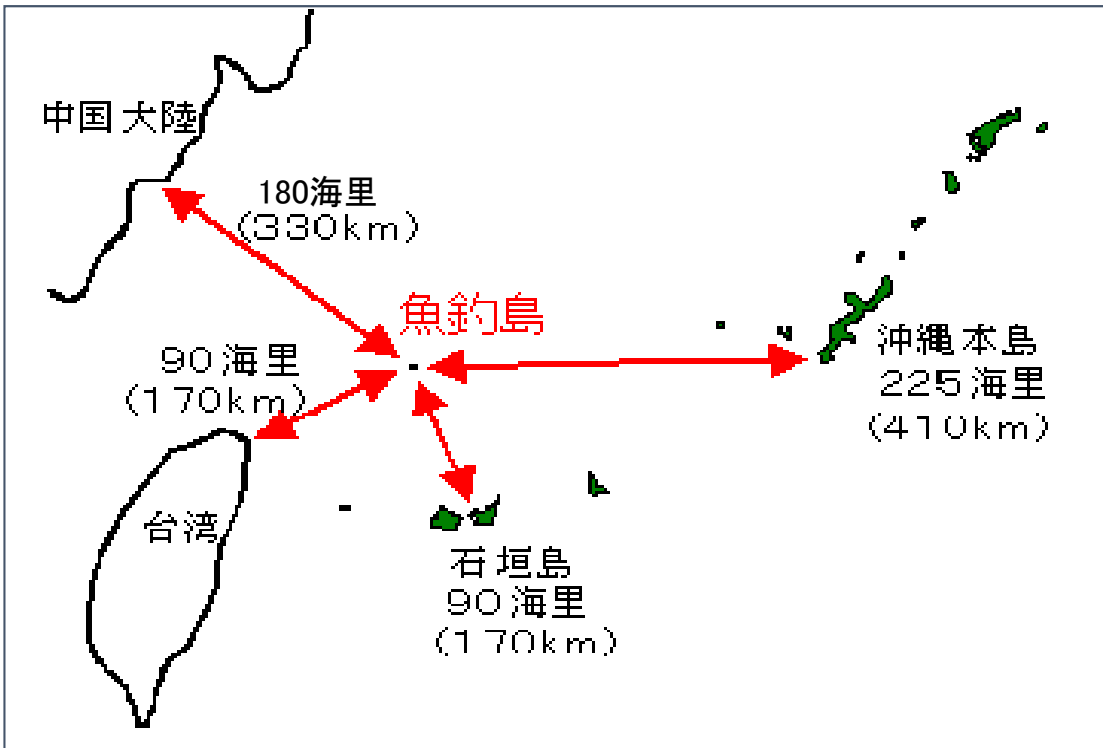 中国大陸
180海里
(330km)
魚釣島
90海里
(170km)
沖縄本島
225海里
(410km)
台湾
石垣島
90海里
(170km)